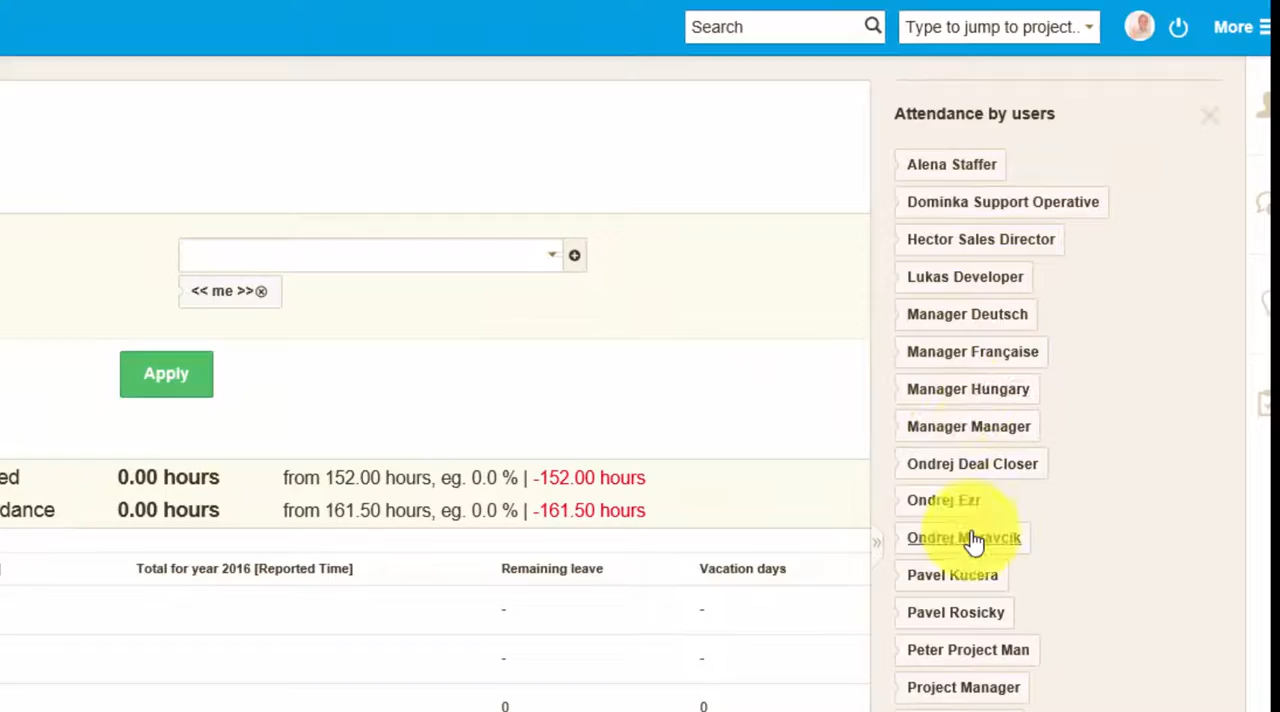 Search
Type to jump to project..
More
Attendance by users
Alena Staffer
Dominka Support Operative
Hector Sales Director
Lukas Developer
Manager Deutsch
Manager Française
Manager Hungary
Manager Manager
Ondrej Deal Closer
Ondrej Ezr
Ondrej Moravcik
Pavel Kucera
Pavel Rosicky
Peter Project Man
Project Manager
<< me >>
Apply
ed 0.00 hours from 152.00 hours, eg. 0.0 % | -152.00 hours
dance 0.00 hours from 161.50 hours, eg. 0.0 % | -161.50 hours
] Total for year 2016 [Reported Time] Remaining leave Vacation days
- -
- -
0 0